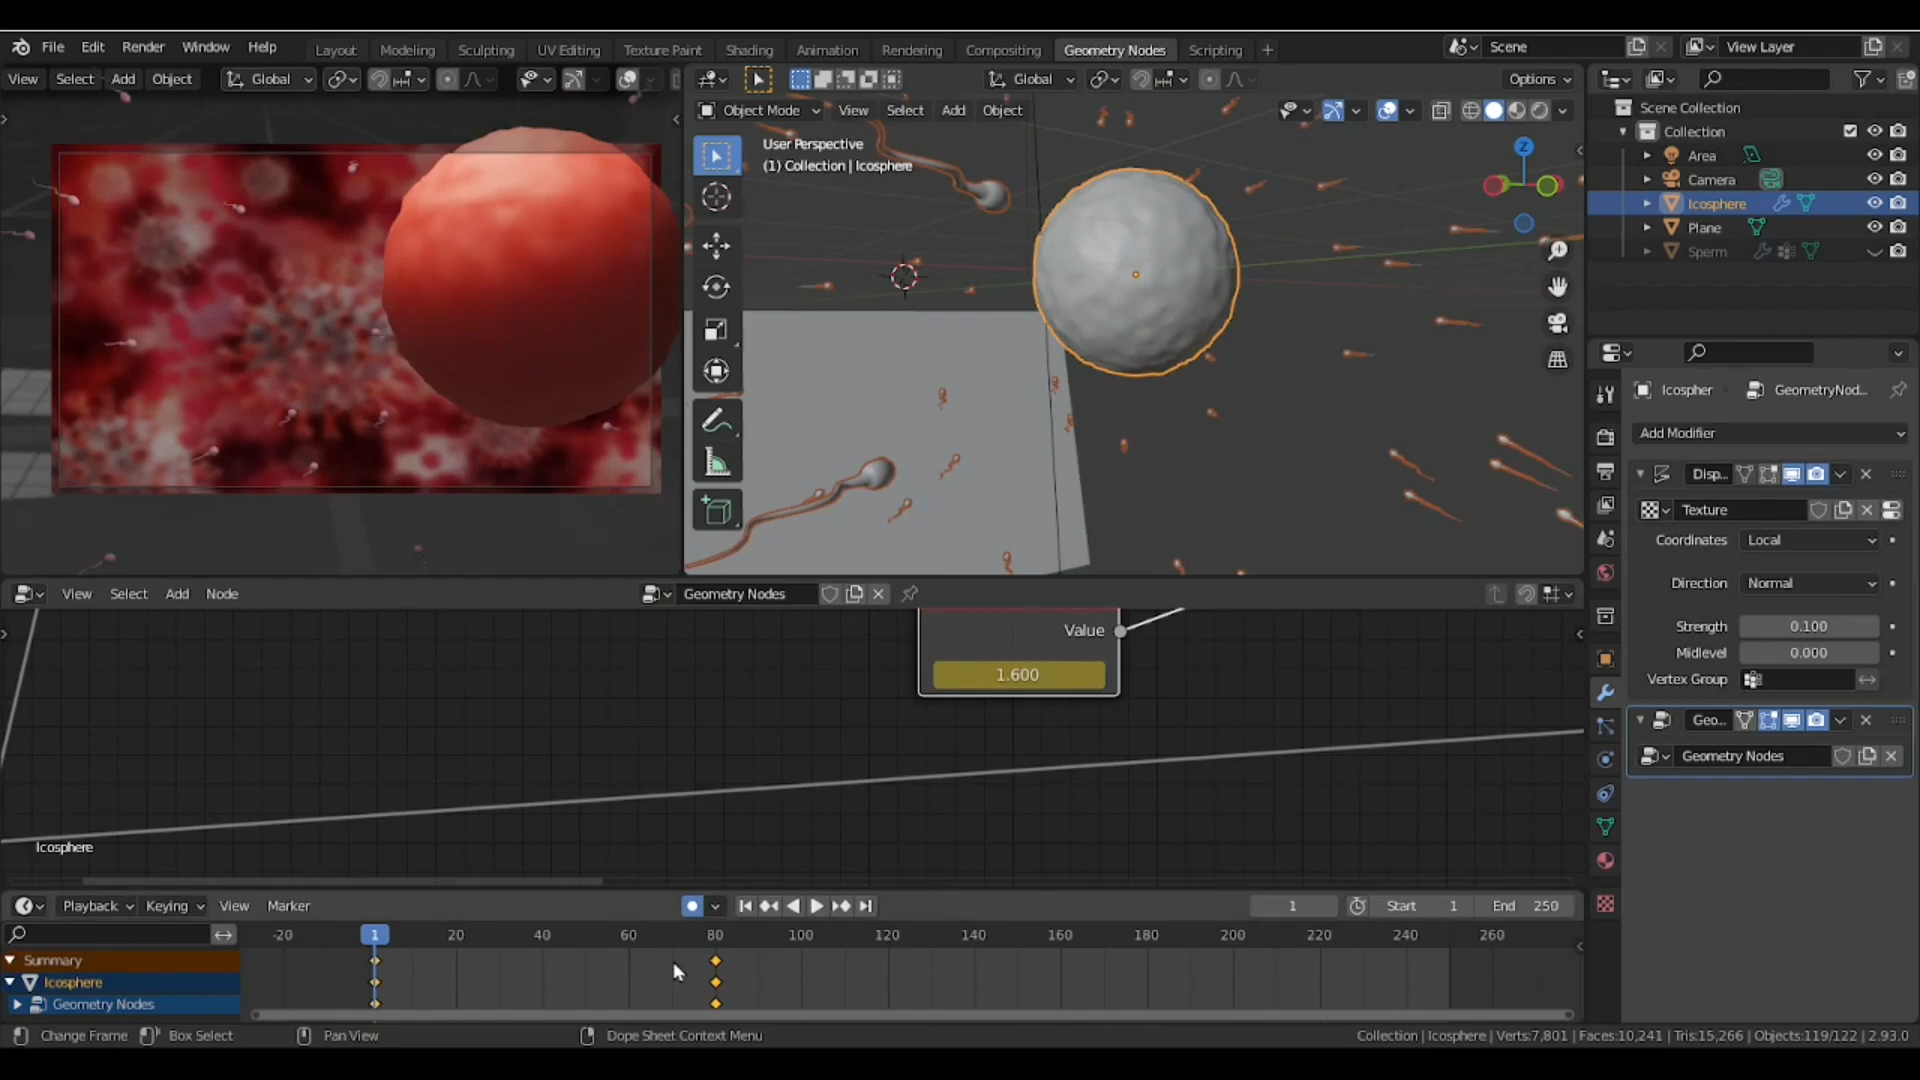 File Edit Render Window Help Layout Modeling Sculpting UV Editing Texture Paint Shading Animation Rendering Compositing Geometry Nodes Scripting + Scene View Layer
View Select Add Object Global Global Options
Object Mode View Select Add Object
User Perspective
(1) Collection | Icosphere
Z
Scene Collection
Collection
Area
Camera
Icosphere
Plane
Sperm
Icospher GeometryNod...
Add Modifier
Disp...
Texture
Coordinates Local
Direction Normal
Strength 0.100
Midlevel 0.000
Vertex Group
Geo...
Geometry Nodes
View Select Add Node Geometry Nodes
Value
1.600
Icosphere
Playback Keying View Marker 1 Start 1 End 250
-20 1 20 40 60 80 100 120 140 160 180 200 220 240 260
Summary
Icosphere
Geometry Nodes
Change Frame Box Select Pan View Dope Sheet Context Menu Collection | Icosphere | Verts:7,801 | Faces:10,241 | Tris:15,266 | Objects:119/122 | 2.93.0